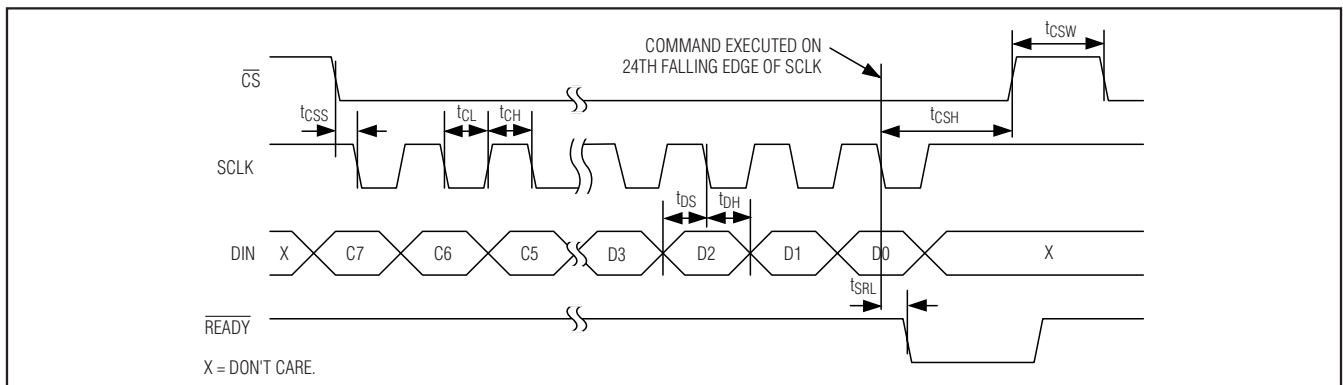 COMMAND EXECUTED ON
24TH FALLING EDGE OF SCLK
tCSW
CS
tCSS
tCL
tCH
tCSH
SCLK
tDS
tDH
DIN
X
C7
C6
C5
D3
D2
D1
D0
X
tSRL
READY
X = DON'T CARE.